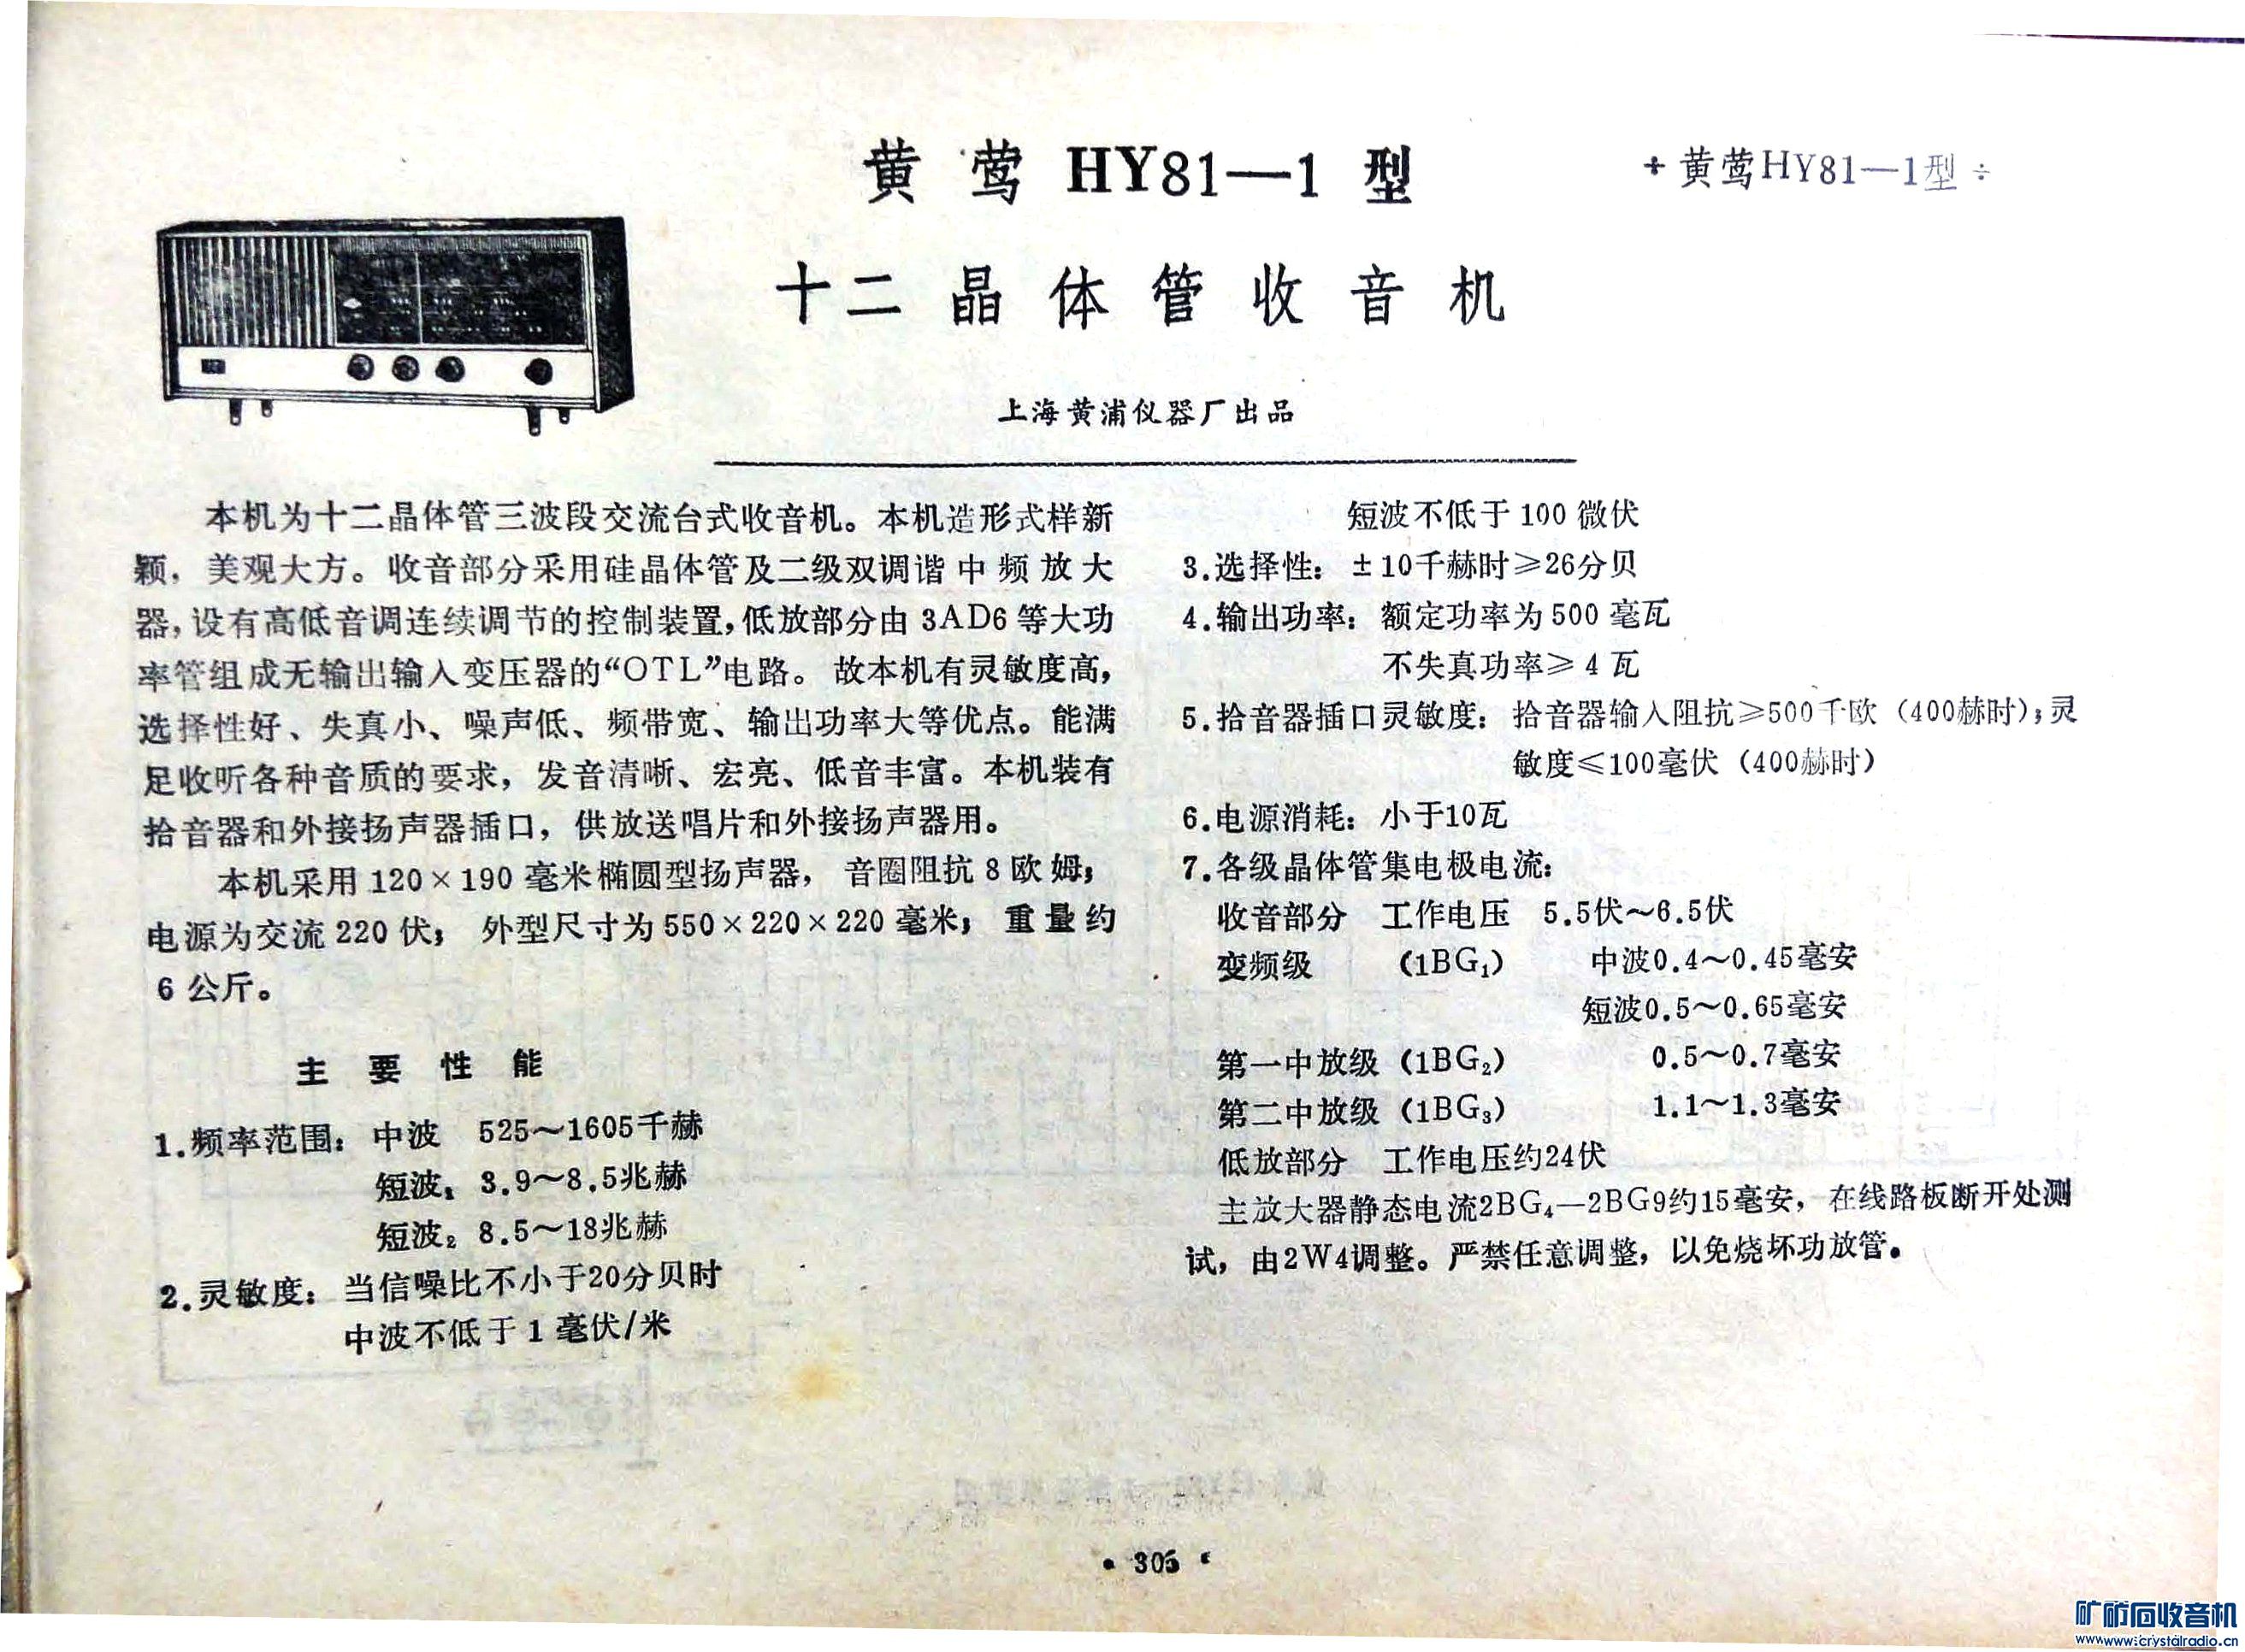 黄莺 HY81—1 型
÷黄莺HY81—1型÷
十二晶体管收音机
上海黄浦仪器厂出品
本机为十二晶体管三波段交流台式收音机。本机造形式样新
颖，美观大方。收音部分采用硅晶体管及二级双调谐中频放大
器，设有高低音调连续调节的控制装置，低放部分由 3AD6 等大功
率管组成无输出输入变压器的“OTL”电路。故本机有灵敏度高，
选择性好、失真小、噪声低、频带宽、输出功率大等优点。能满
足收听各种音质的要求，发音清晰、宏亮、低音丰富。本机装有
拾音器和外接扬声器插口，供放送唱片和外接扬声器用。
本机采用 120×190 毫米椭圆型扬声器，音圈阻抗 8 欧姆；
电源为交流 220 伏；外型尺寸为 550×220×220 毫米；重量约
6 公斤。
主要性能
1.频率范围：中波 525～1605千赫
短波₁ 3.9～8.5兆赫
短波₂ 8.5～18兆赫
2.灵敏度：当信噪比不小于20分贝时
中波不低于 1 毫伏/米
短波不低于 100 微伏
3.选择性：±10千赫时≥26分贝
4.输出功率：额定功率为 500 毫瓦
不失真功率≥ 4 瓦
5.拾音器插口灵敏度：拾音器输入阻抗≥500千欧（400赫时）；灵
敏度≤100毫伏（400赫时）
6.电源消耗：小于10瓦
7.各级晶体管集电极电流：
收音部分 工作电压 5.5伏～6.5伏
变频级 （1BG₁） 中波0.4～0.45毫安
短波0.5～0.65毫安
第一中放级（1BG₂） 0.5～0.7毫安
第二中放级（1BG₃） 1.1～1.3毫安
低放部分 工作电压约24伏
主放大器静态电流2BG₄—2BG9约15毫安，在线路板断开处测
试，由2W4调整。严禁任意调整，以免烧坏功放管。
• 305 •
矿石收音机
www.crystalradio.cn